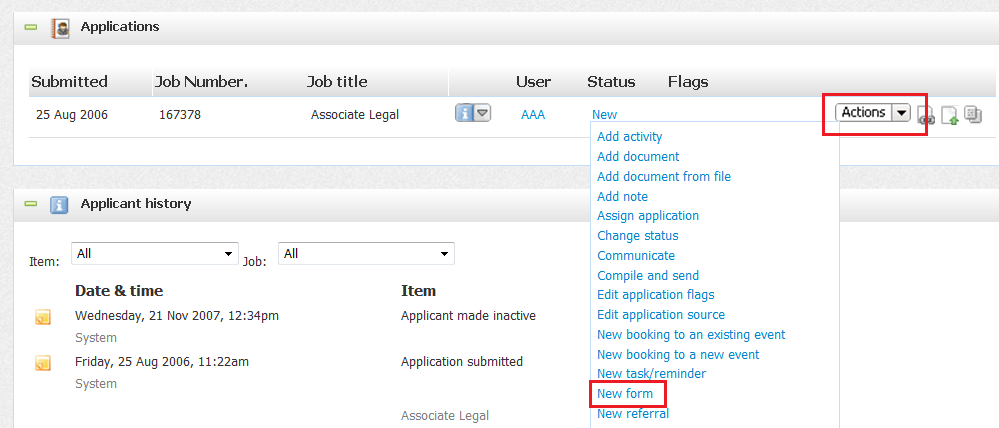 Applications
Submitted Job Number. Job title User Status Flags
25 Aug 2006 167378 Associate Legal AAA New Actions
Add activity
Add document
Add document from file
Add note
Assign application
Change status
Communicate
Compile and send
Edit application flags
Edit application source
New booking to an existing event
New booking to a new event
New task/reminder
New form
New referral
Applicant history
Item: All Job: All
Date & time Item
Wednesday, 21 Nov 2007, 12:34pm Applicant made inactive
System
Friday, 25 Aug 2006, 11:22am Application submitted
System
Associate Legal